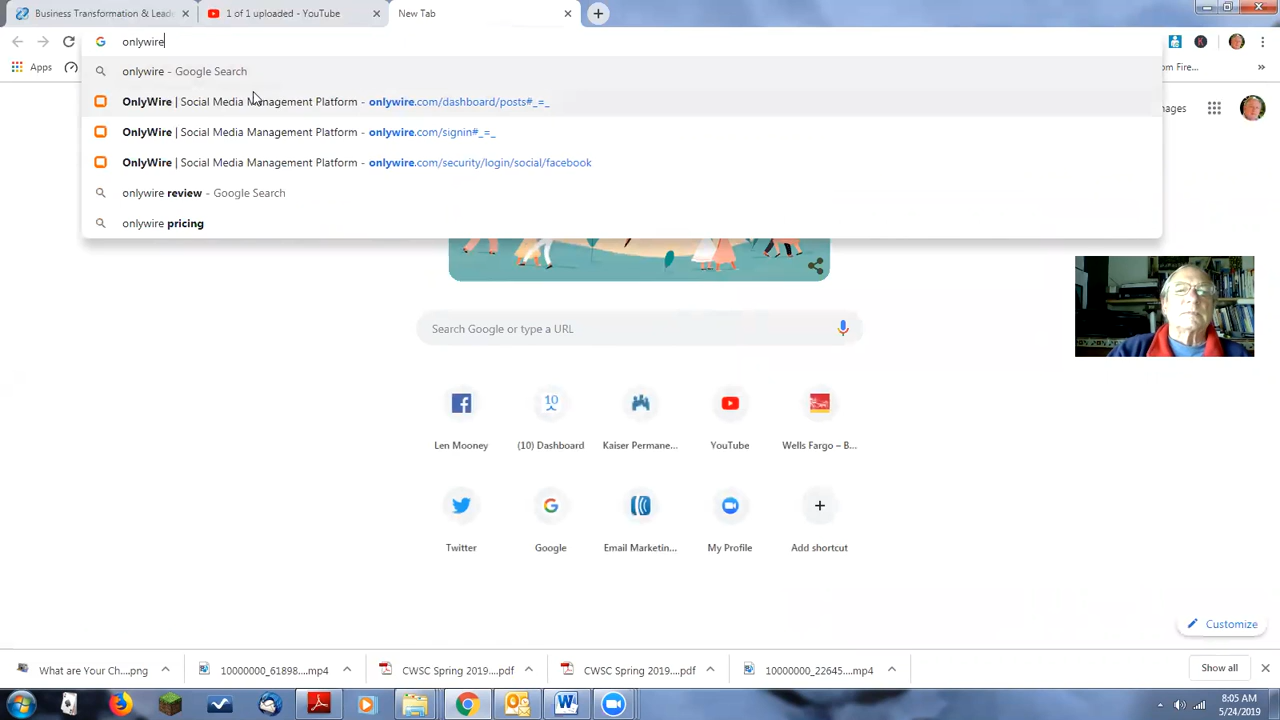 Business Transformation & Lead
1 of 1 uploaded - YouTube
New Tab
onlywire
Apps
om Fire...
onlywire - Google Search
OnlyWire | Social Media Management Platform - onlywire.com/dashboard/posts#_=_
OnlyWire | Social Media Management Platform - onlywire.com/signin#_=_
OnlyWire | Social Media Management Platform - onlywire.com/security/login/social/facebook
onlywire review - Google Search
onlywire pricing
mages
Search Google or type a URL
Len Mooney
10
(10) Dashboard
Kaiser Permane...
YouTube
Wells Fargo – B...
Twitter
Google
Email Marketin...
My Profile
Add shortcut
Customize
What are Your Ch....png
10000000_61898....mp4
CWSC Spring 2019....pdf
CWSC Spring 2019....pdf
10000000_22645....mp4
Show all
8:05 AM
5/24/2019